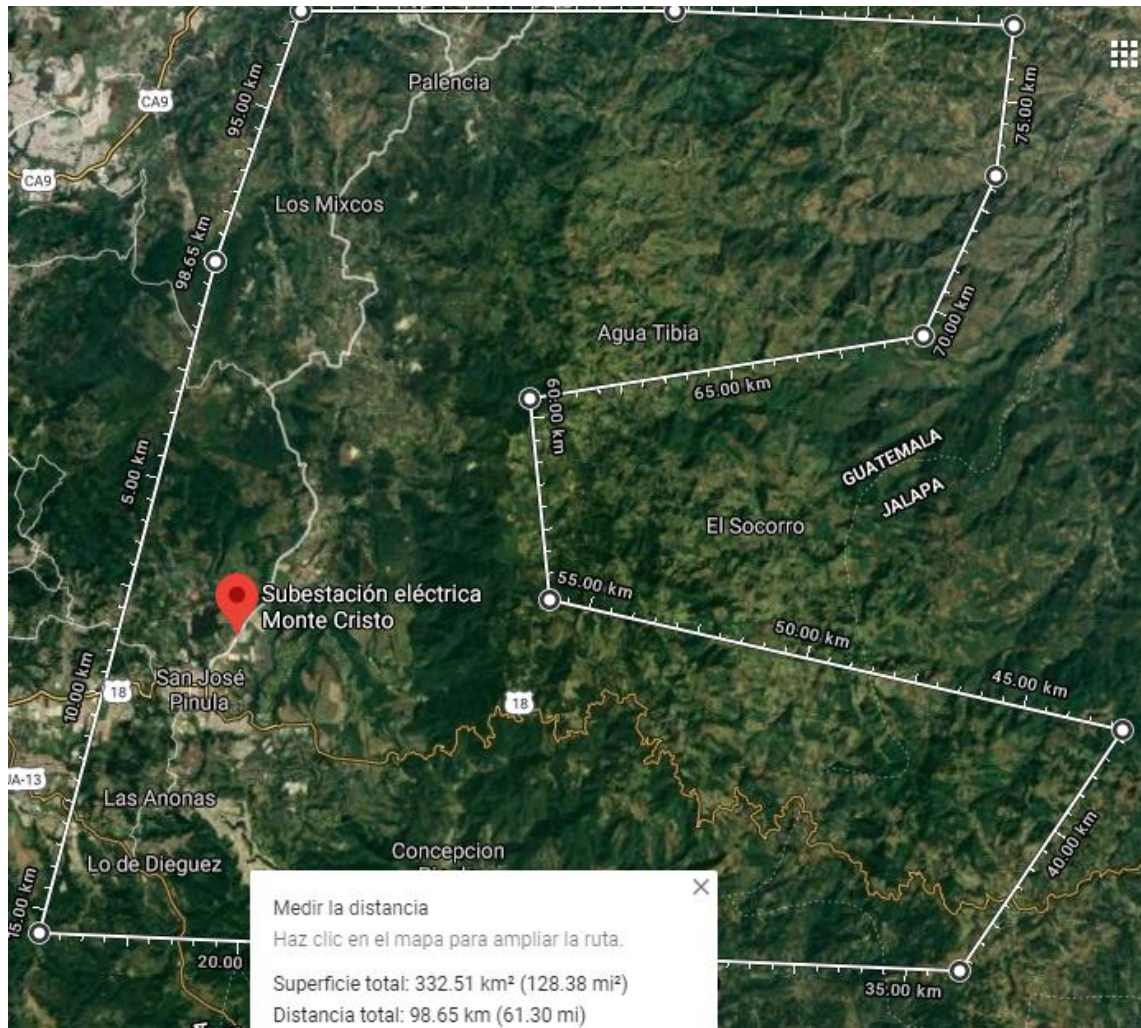 Palencia
95.00 km
CA9
75.00 km
CA9
Los Mixcos
98.65 km
Agua Tibia
70.00 km
65.00 km
60.00 km
5.00 km
GUATEMALA
JALAPA
El Socorro
55.00 km
Subestación eléctrica
Monte Cristo
50.00 km
10.00 km
18
San José
Pinula
18
45.00 km
Las Anonas
40.00 km
Lo de Dieguez
Concepcion
15.00 km
20.00
35.00 km
Medir la distancia
Haz clic en el mapa para ampliar la ruta.
Superficie total: 332.51 km² (128.38 mi²)
Distancia total: 98.65 km (61.30 mi)